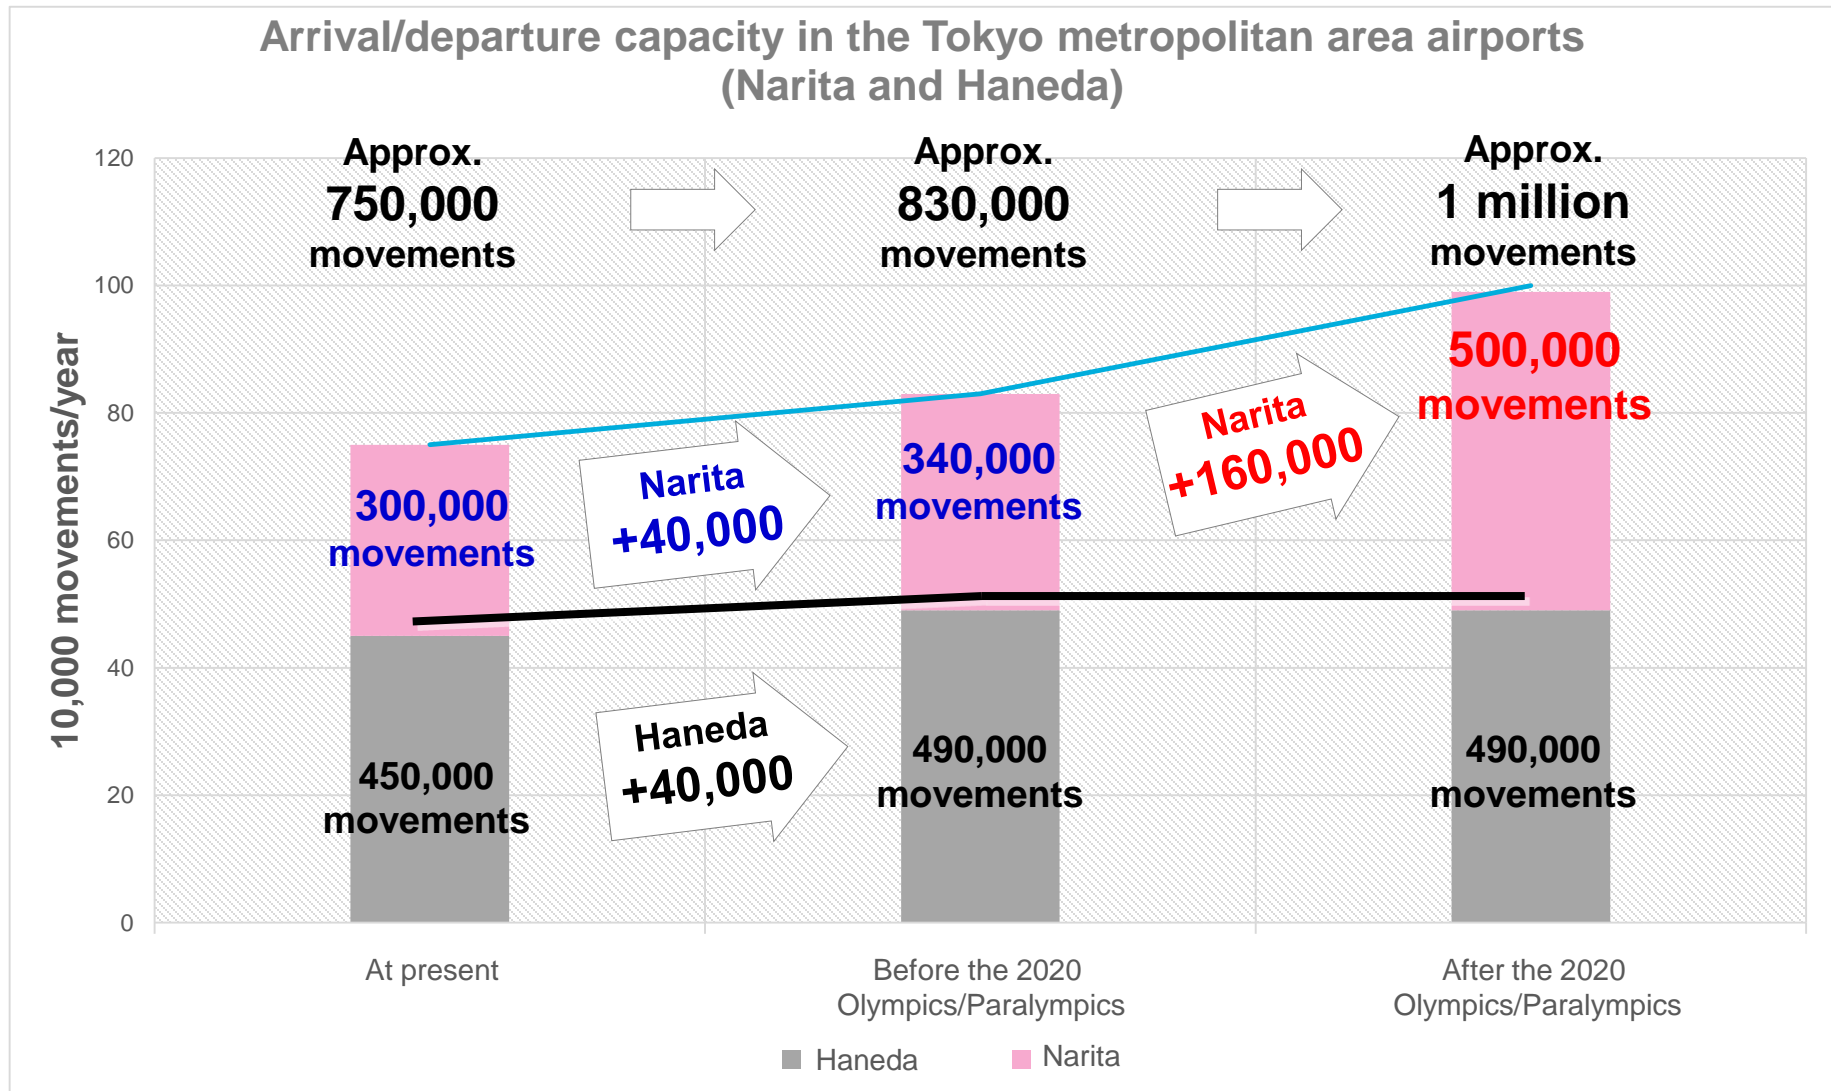 Arrival/departure capacity in the Tokyo metropolitan area airports
(Narita and Haneda)
10,000 movements/year
120
100
80
60
40
20
0
Approx.
750,000
movements
Approx.
830,000
movements
Approx.
1 million
movements
300,000
movements
Narita
+40,000
340,000
movements
Narita
+160,000
500,000
movements
450,000
movements
Haneda
+40,000
490,000
movements
490,000
movements
At present
Before the 2020
Olympics/Paralympics
After the 2020
Olympics/Paralympics
Haneda
Narita